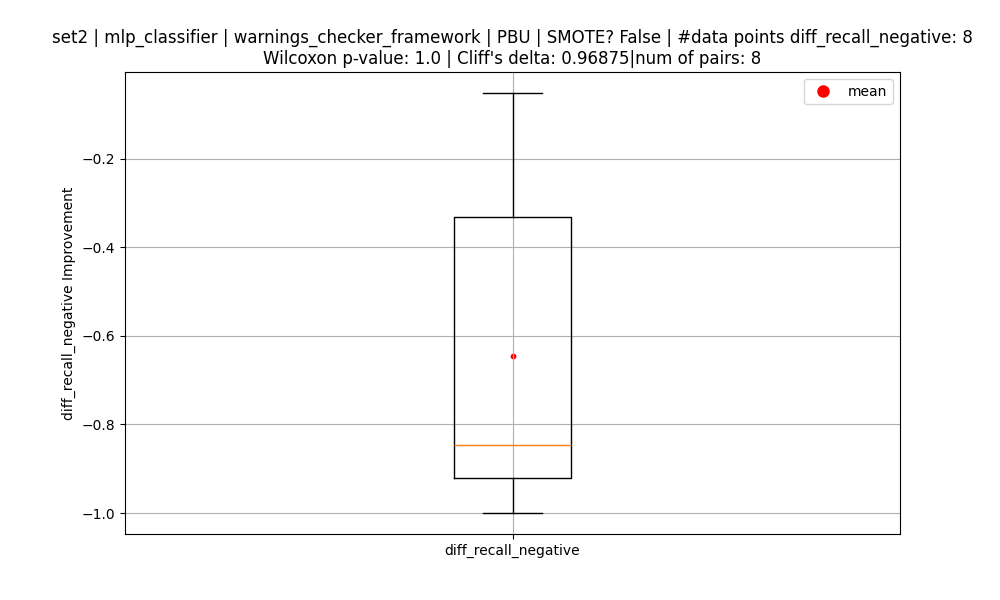 set2 | mlp_classifier | warnings_checker_framework | PBU | SMOTE? False | #data points diff_recall_negative: 8
Wilcoxon p-value: 1.0 | Cliff's delta: 0.96875|num of pairs: 8
mean
−0.2
−0.4
−0.6
−0.8
−1.0
diff_recall_negative Improvement
diff_recall_negative